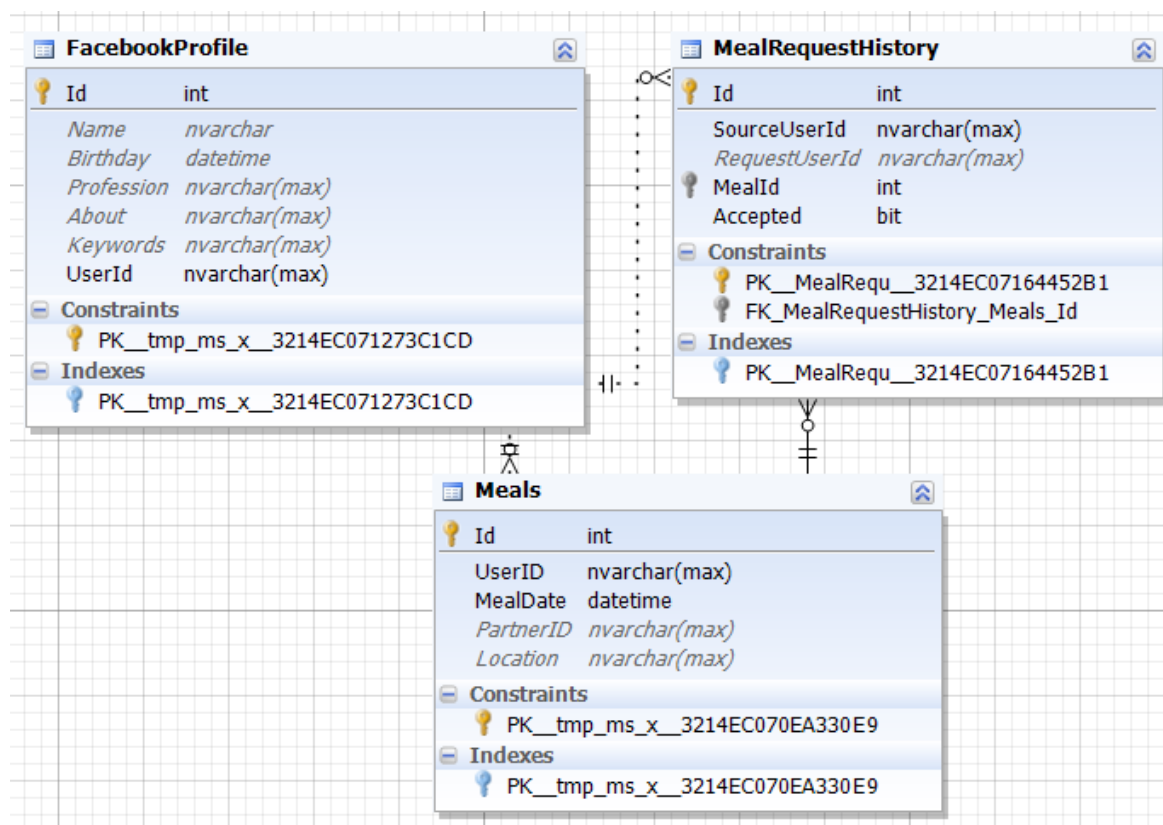 FacebookProfile
Id int
Name nvarchar
Birthday datetime
Profession nvarchar(max)
About nvarchar(max)
Keywords nvarchar(max)
UserId nvarchar(max)
Constraints
PK__tmp_ms_x__3214EC071273C1CD
Indexes
PK__tmp_ms_x__3214EC071273C1CD
MealRequestHistory
Id int
SourceUserId nvarchar(max)
RequestUserId nvarchar(max)
MealId int
Accepted bit
Constraints
PK__MealRequ__3214EC07164452B1
FK_MealRequestHistory_Meals_Id
Indexes
PK__MealRequ__3214EC07164452B1
Meals
Id int
UserID nvarchar(max)
MealDate datetime
PartnerID nvarchar(max)
Location nvarchar(max)
Constraints
PK__tmp_ms_x__3214EC070EA330E9
Indexes
PK__tmp_ms_x__3214EC070EA330E9